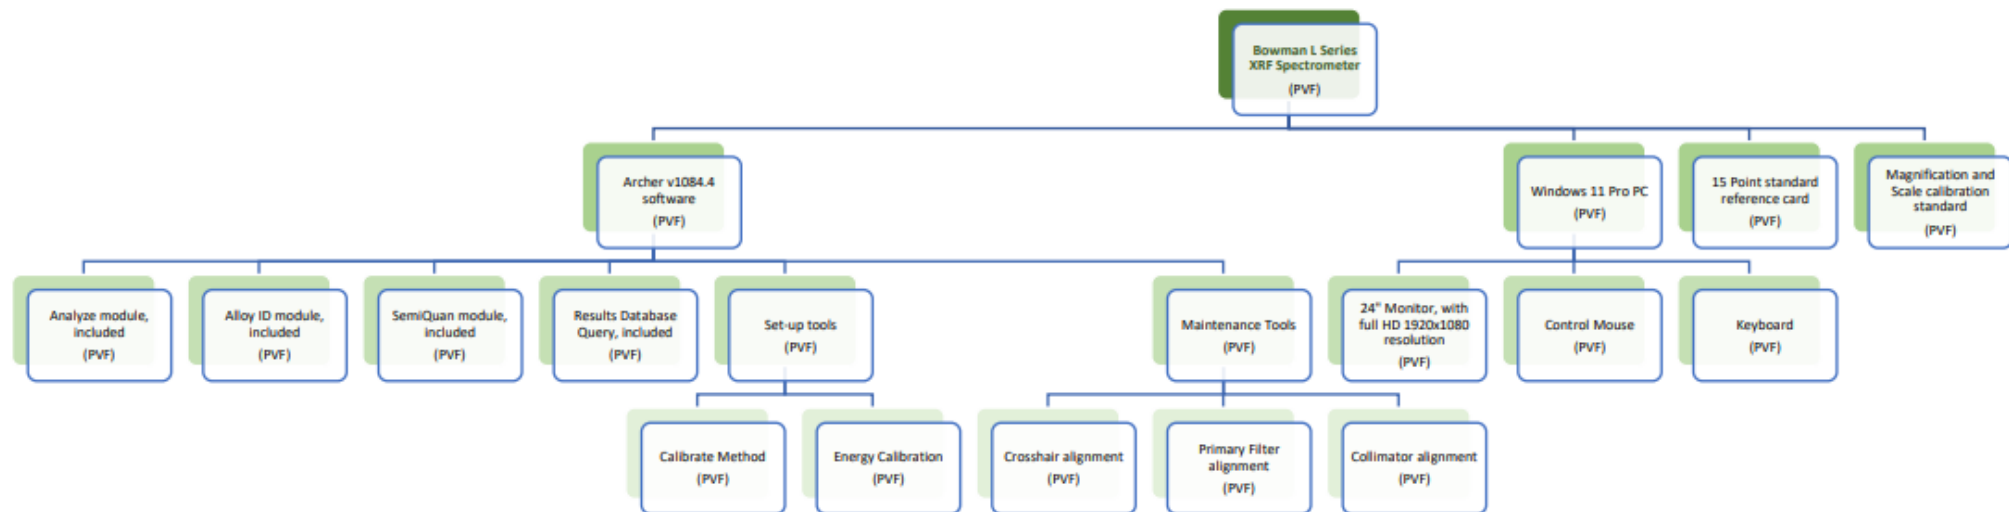 Bowman L Series
XRF Spectrometer
(PVF)
Archer v1084.4
software
(PVF)
Windows 11 Pro PC
(PVF)
15 Point standard
reference card
(PVF)
Magnification and
Scale calibration
standard
(PVF)
Analyze module,
included
(PVF)
Alloy ID module,
included
(PVF)
SemiQuan module,
included
(PVF)
Results Database
Query, included
(PVF)
Set-up tools
(PVF)
Maintenance Tools
(PVF)
24" Monitor, with
full HD 1920x1080
resolution
(PVF)
Control Mouse
(PVF)
Keyboard
(PVF)
Calibrate Method
(PVF)
Energy Calibration
(PVF)
Crosshair alignment
(PVF)
Primary Filter
alignment
(PVF)
Collimator alignment
(PVF)